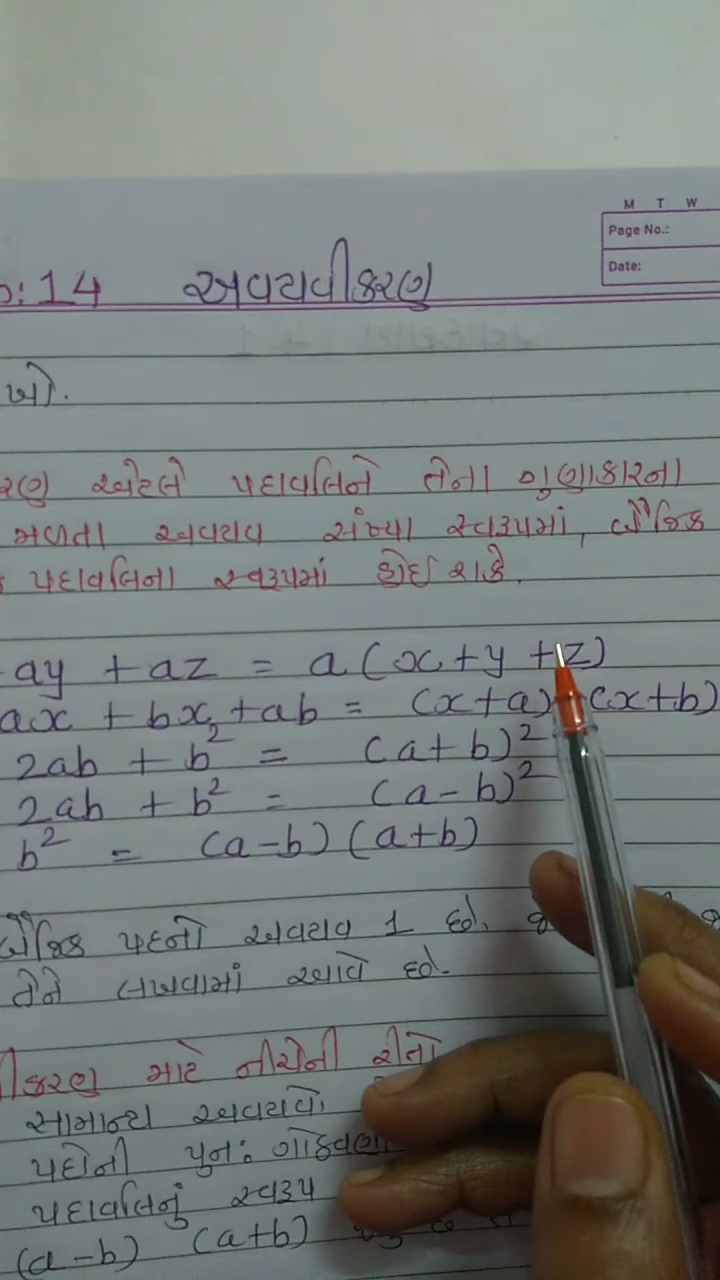 M T W
Page No.:
Date:
: 14 અવયવીકરણ
ખો.
રણ એટલે પદાવલિને તેના ગુણાકારના
મળતા અવયવ સંખ્યા સ્વરૂપમાં, બૈજિક
પદાવલિના સ્વરૂપમાં હોઈ શકે.
ay + az = a (x + y + z)
ax + bx + ab = (x+a) (x+b)
2ab + b² = (a+b)²
2ab + b² = (a-b)²
b² = (a-b) (a+b)
બૈજિક પદનો અવયવ 1 છે.
તેને લખવામાં આવે છે.
ીકરણ માટે નીચેની રીતો
સામાન્ય અવયવો
પદોની પુન: ગોઠવણી
પદાવલિનું સ્વરૂપ
(a-b) (a+b)